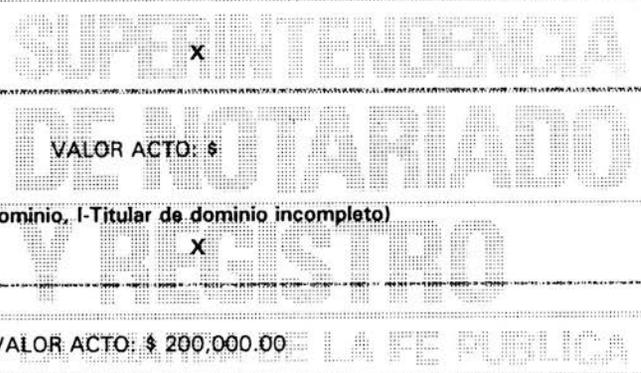 SUPERINTENDENCIA
X
DE NOTARIADO
VALOR ACTO: $
ominio, I-Titular de dominio incompleto)
Y REGISTRO
X
VALOR ACTO: $ 200,000.00
DE LA FE PUBLICA